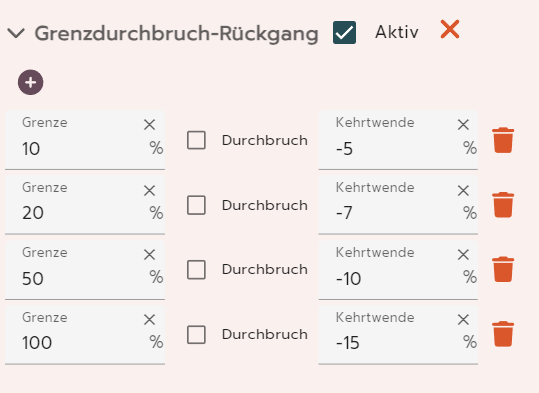 Grenzdurchbruch-Rückgang Aktiv
Grenze Kehrtwende
10 % Durchbruch -5 %
Grenze Kehrtwende
20 % Durchbruch -7 %
Grenze Kehrtwende
50 % Durchbruch -10 %
Grenze Kehrtwende
100 % Durchbruch -15 %